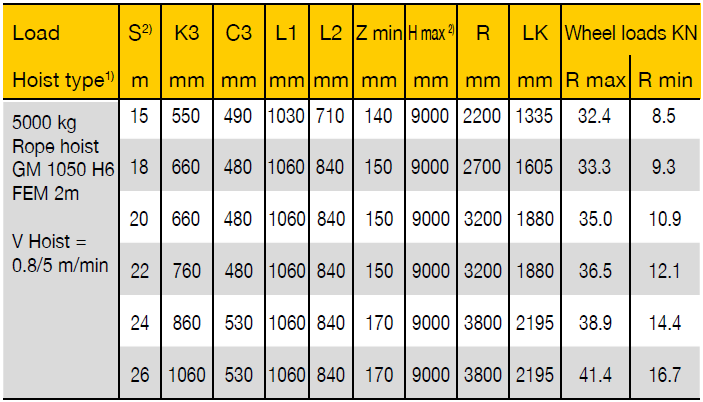 Load S2) K3 C3 L1 L2 Z min H max 2) R LK Wheel loads KN
Hoist type1) m mm mm mm mm mm mm mm mm R max R min
5000 kg
Rope hoist
GM 1050 H6
FEM 2m
V Hoist =
0.8/5 m/min
15 550 490 1030 710 140 9000 2200 1335 32.4 8.5
18 660 480 1060 840 150 9000 2700 1605 33.3 9.3
20 660 480 1060 840 150 9000 3200 1880 35.0 10.9
22 760 480 1060 840 150 9000 3200 1880 36.5 12.1
24 860 530 1060 840 170 9000 3800 2195 38.9 14.4
26 1060 530 1060 840 170 9000 3800 2195 41.4 16.7